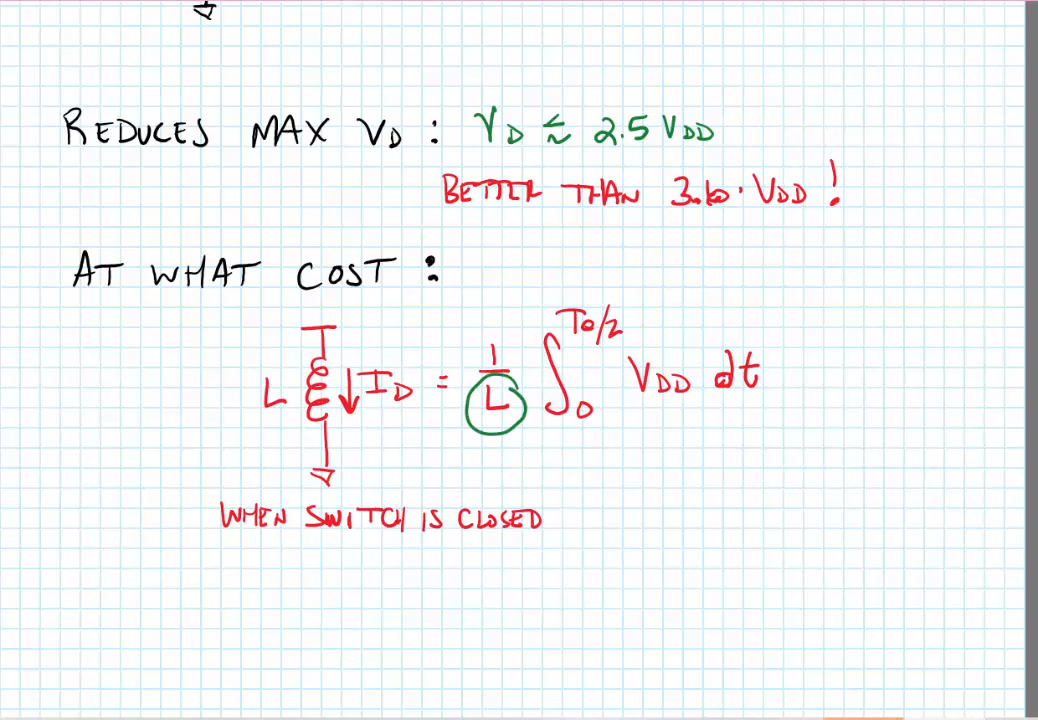 REDUCES MAX VD : VD ≲ 2.5 VDD
BETTER THAN 3.6·VDD !
AT WHAT COST :
L ↓ ID = 1/L ∫₀^T0/2 VDD dt
WHEN SWITCH IS CLOSED